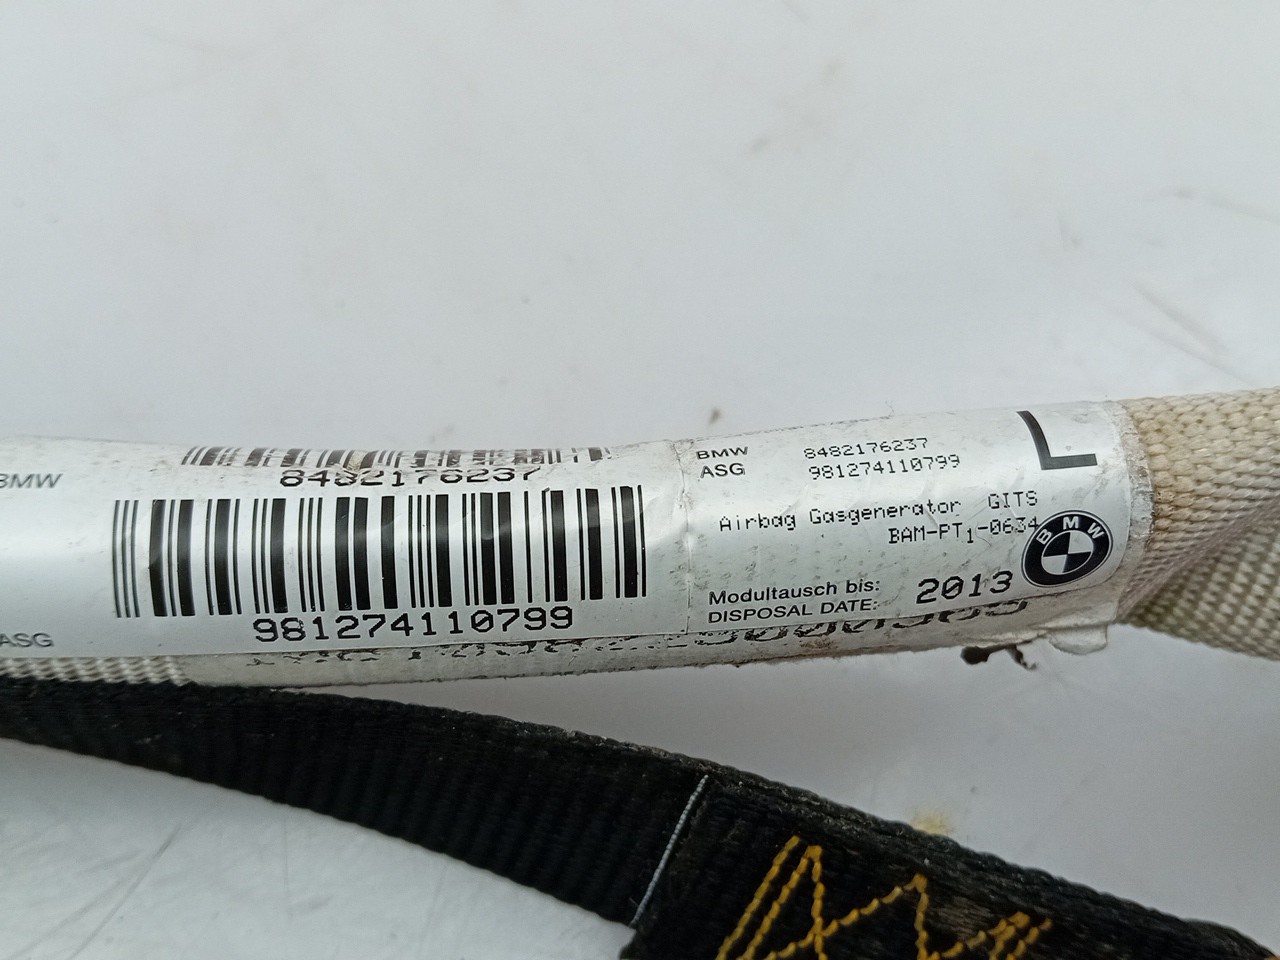 BMW
8482176237
981274110799
ASG
BMW 8482176237
ASG 981274110799
L
Airbag Gasgenerator GITS
BAM-PT1-0634
BMW
Modultausch bis:
DISPOSAL DATE: 2013